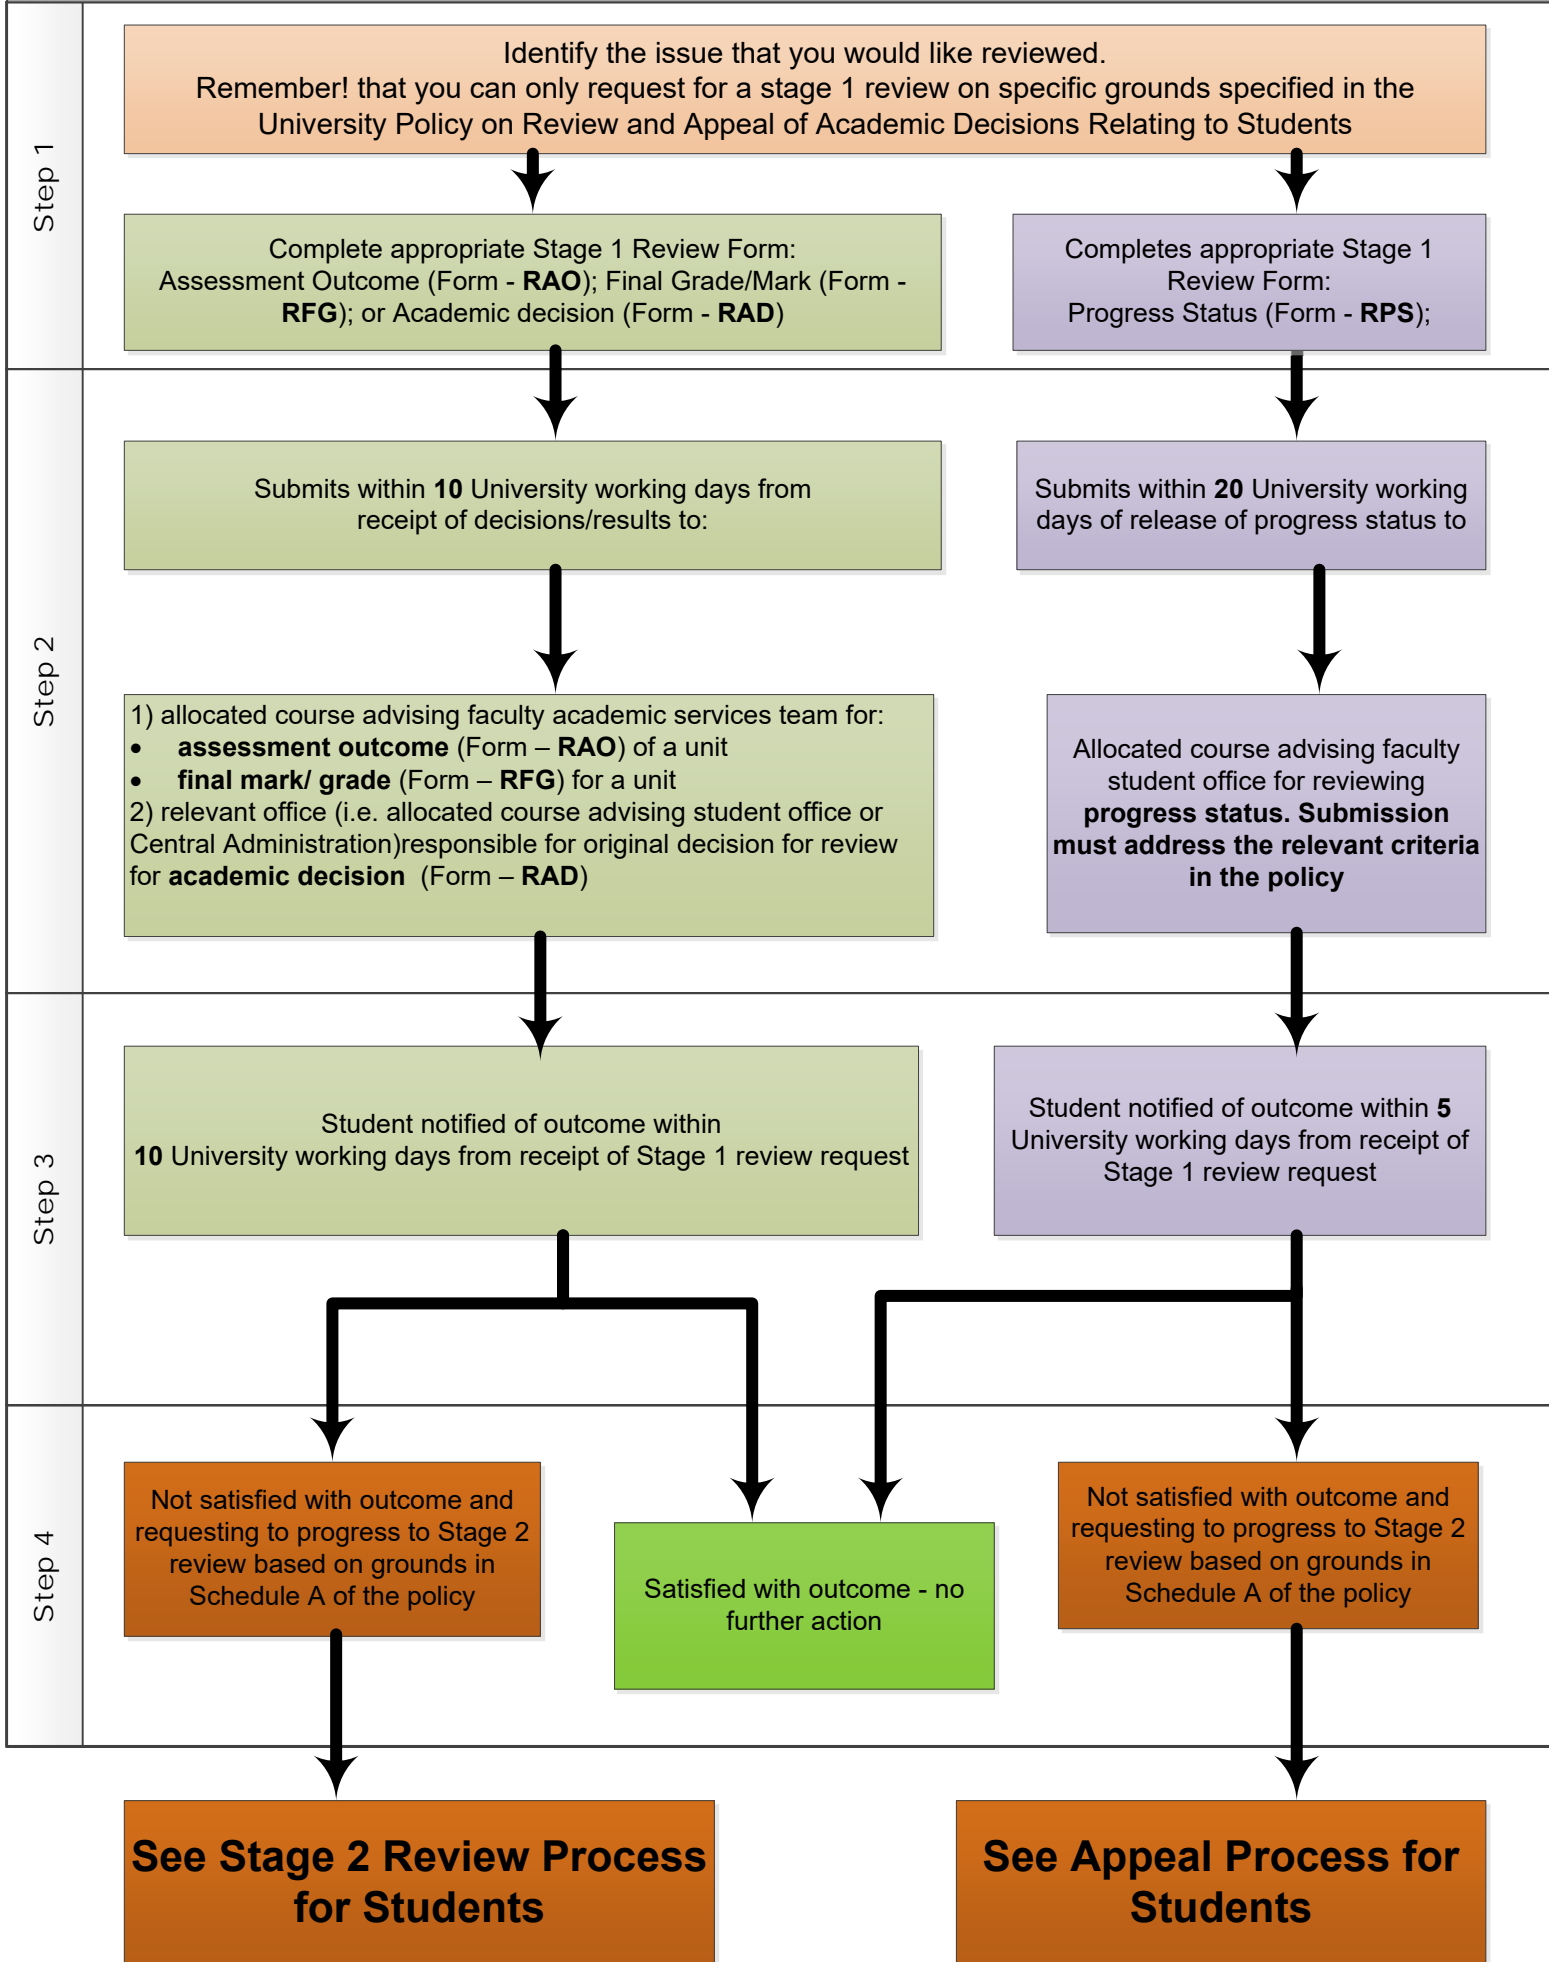 Step 1
Identify the issue that you would like reviewed.
Remember! that you can only request for a stage 1 review on specific grounds specified in the
University Policy on Review and Appeal of Academic Decisions Relating to Students
Complete appropriate Stage 1 Review Form:
Assessment Outcome (Form - RAO); Final Grade/Mark (Form -
RFG); or Academic decision (Form - RAD)
Completes appropriate Stage 1
Review Form:
Progress Status (Form - RPS);
Step 2
Submits within 10 University working days from
receipt of decisions/results to:
Submits within 20 University working
days of release of progress status to
1) allocated course advising faculty academic services team for:
• assessment outcome (Form – RAO) of a unit
• final mark/ grade (Form – RFG) for a unit
2) relevant office (i.e. allocated course advising student office or
Central Administration)responsible for original decision for review
for academic decision (Form – RAD)
Allocated course advising faculty
student office for reviewing
progress status. Submission
must address the relevant criteria
in the policy
Step 3
Student notified of outcome within
10 University working days from receipt of Stage 1 review request
Student notified of outcome within 5
University working days from receipt of
Stage 1 review request
Step 4
Not satisfied with outcome and
requesting to progress to Stage 2
review based on grounds in
Schedule A of the policy
Satisfied with outcome - no
further action
Not satisfied with outcome and
requesting to progress to Stage 2
review based on grounds in
Schedule A of the policy
See Stage 2 Review Process
for Students
See Appeal Process for
Students